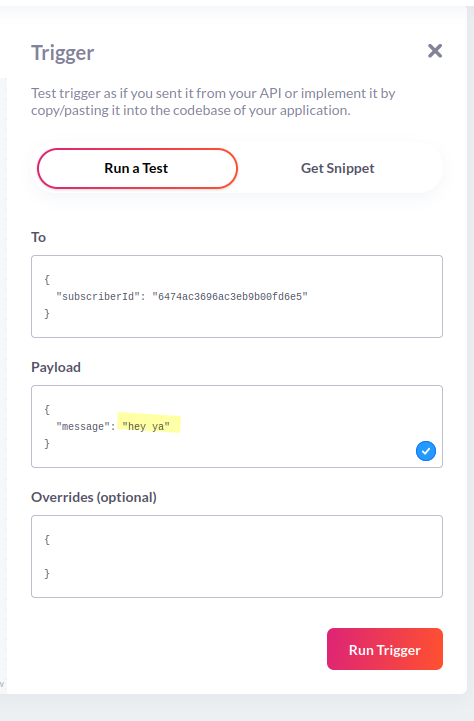 Trigger
Test trigger as if you sent it from your API or implement it by
copy/pasting it into the codebase of your application.
Run a Test
Get Snippet
To
{
"subscriberId": "6474ac3696ac3eb9b00fd6e5"
}
Payload
{
"message": "hey ya"
}
Overrides (optional)
{
}
Run Trigger